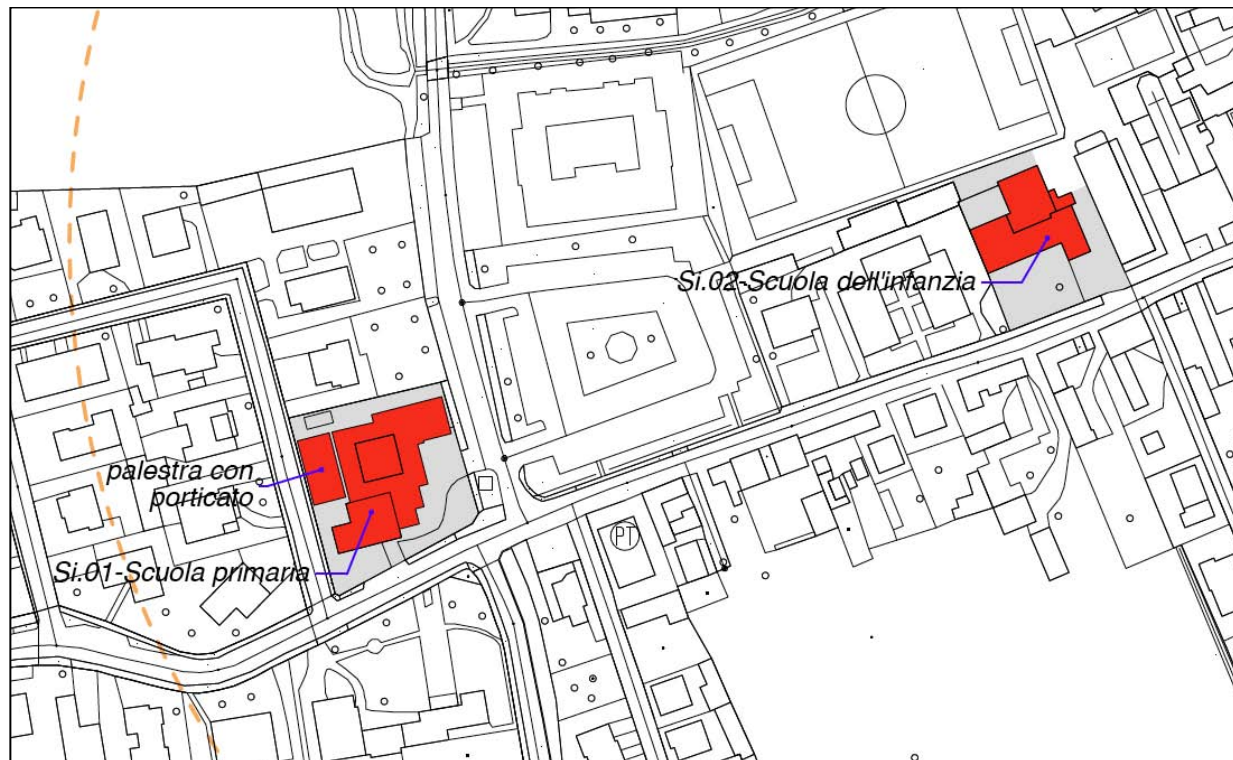 Si.02-Scuola dell'infanzia
palestra con
porticato
PT
Si.01-Scuola primaria